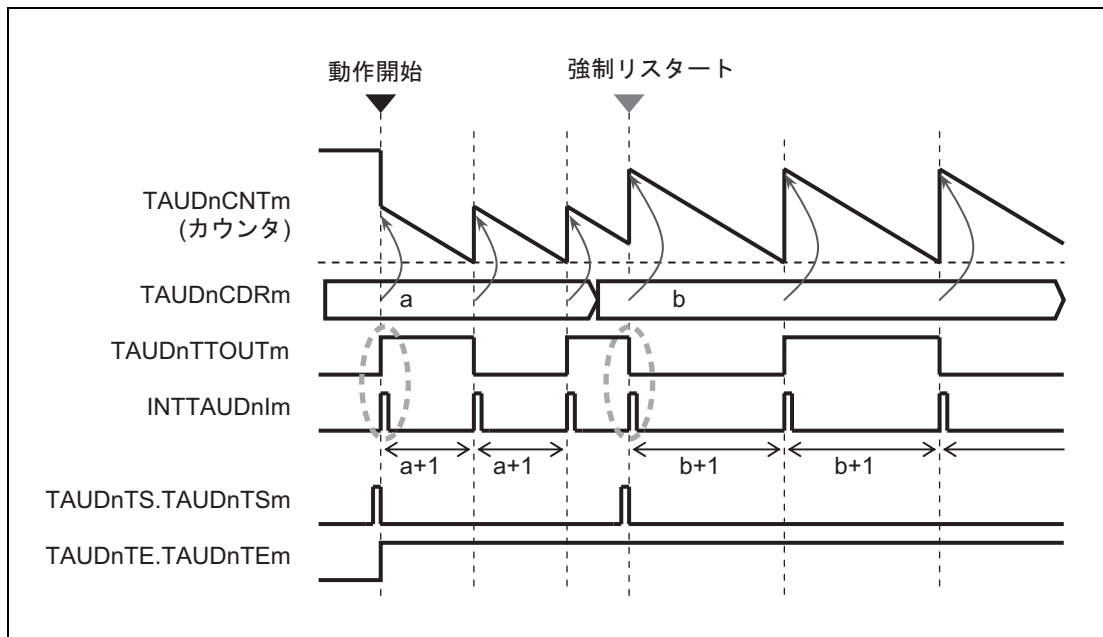 動作開始
強制リスタート
TAUDnCNTm
(カウンタ)
TAUDnCDRm
a
b
TAUDnTTOUTm
INTTAUDnIm
a+1
a+1
b+1
b+1
TAUDnTS.TAUDnTSm
TAUDnTE.TAUDnTEm